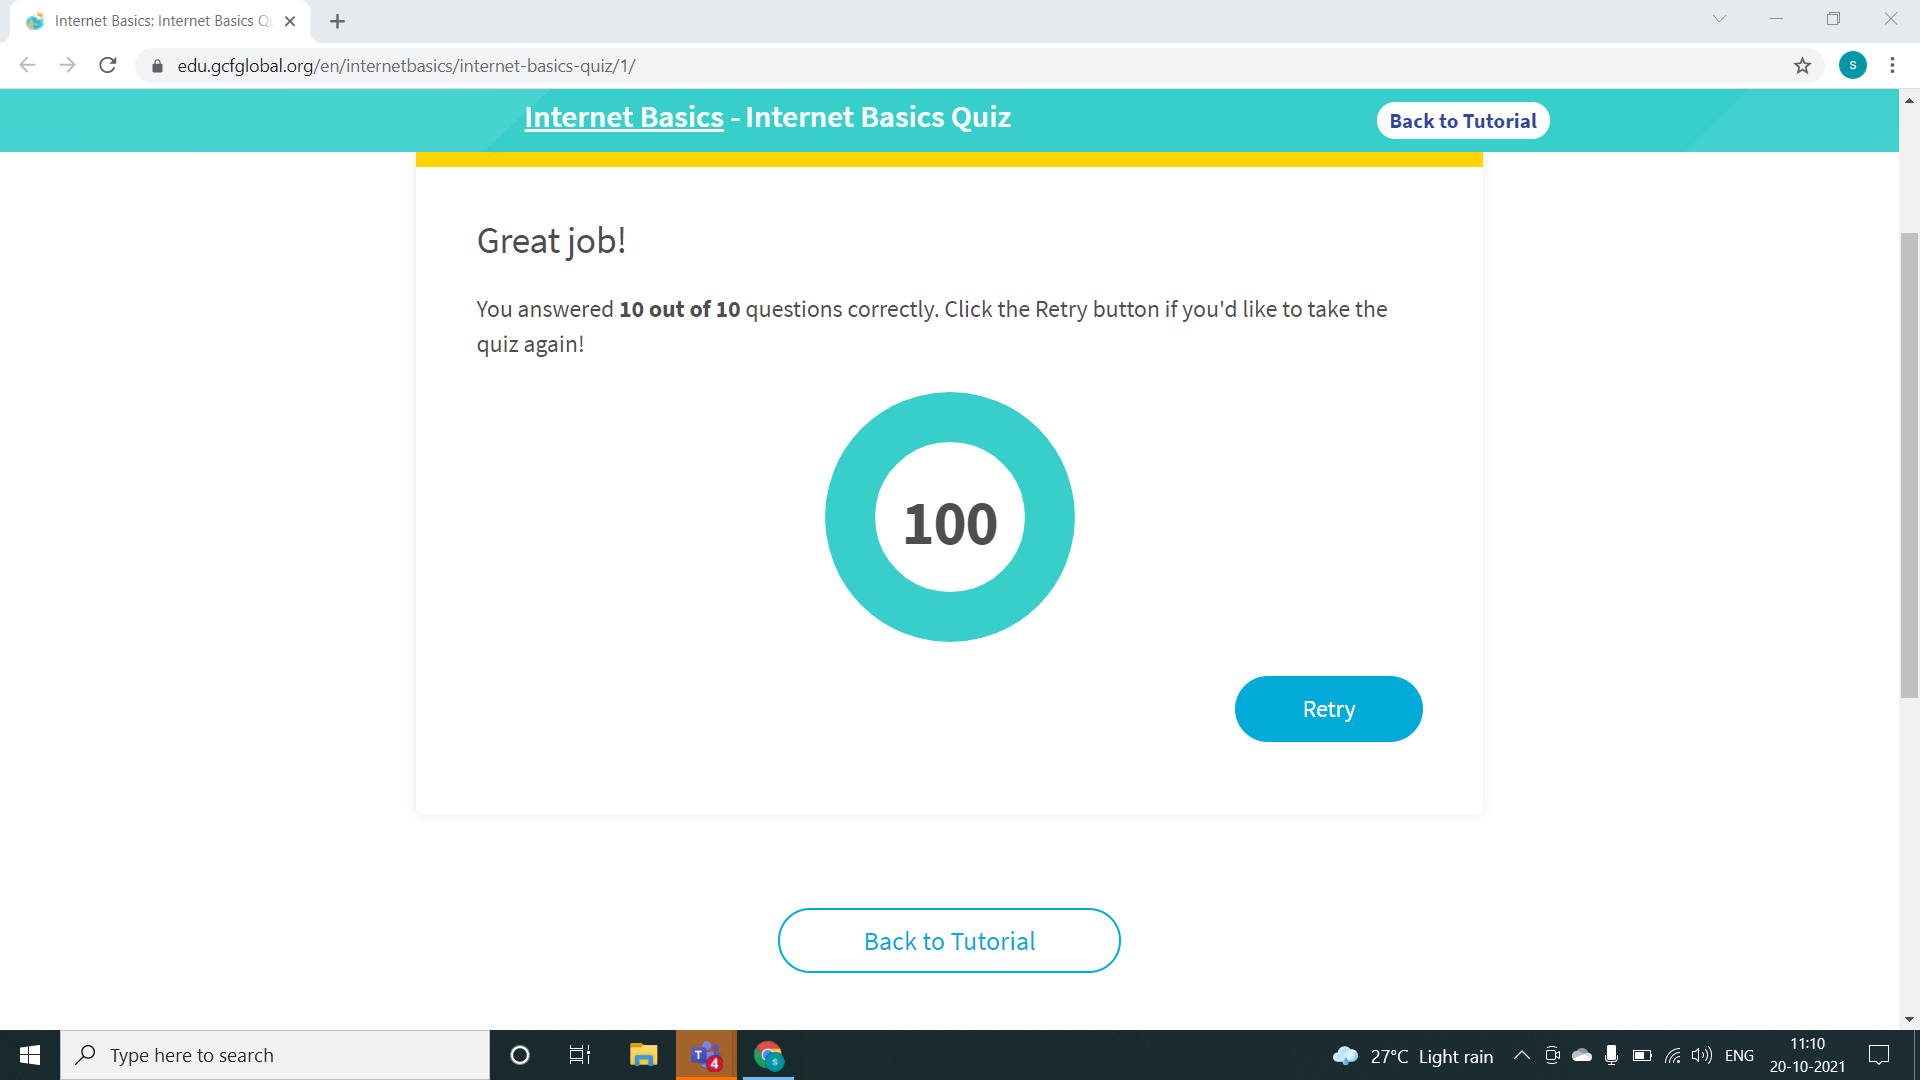 Internet Basics: Internet Basics Q
edu.gcfglobal.org/en/internetbasics/internet-basics-quiz/1/
S
Internet Basics - Internet Basics Quiz
Back to Tutorial
Great job!
You answered 10 out of 10 questions correctly. Click the Retry button if you'd like to take the
quiz again!
100
Retry
Back to Tutorial
Type here to search
T
4
S
27°C Light rain
ENG
11:10
20-10-2021